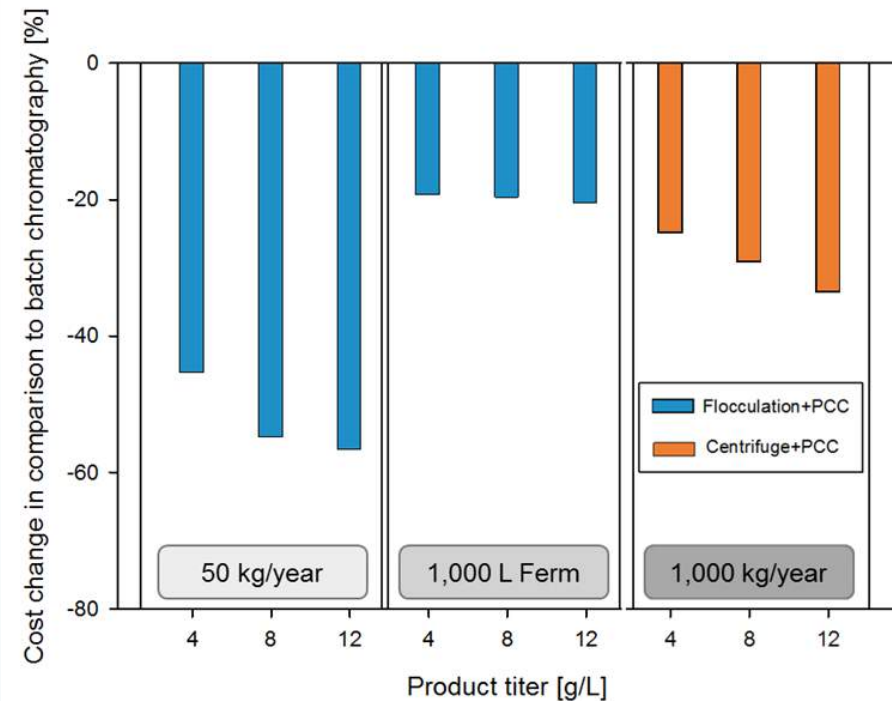 Cost change in comparison to batch chromatography [%]
0
-20
-40
-60
-80
Flocculation+PCC
Centrifuge+PCC
50 kg/year
1,000 L Ferm
1,000 kg/year
4 8 12 4 8 12 4 8 12
Product titer [g/L]